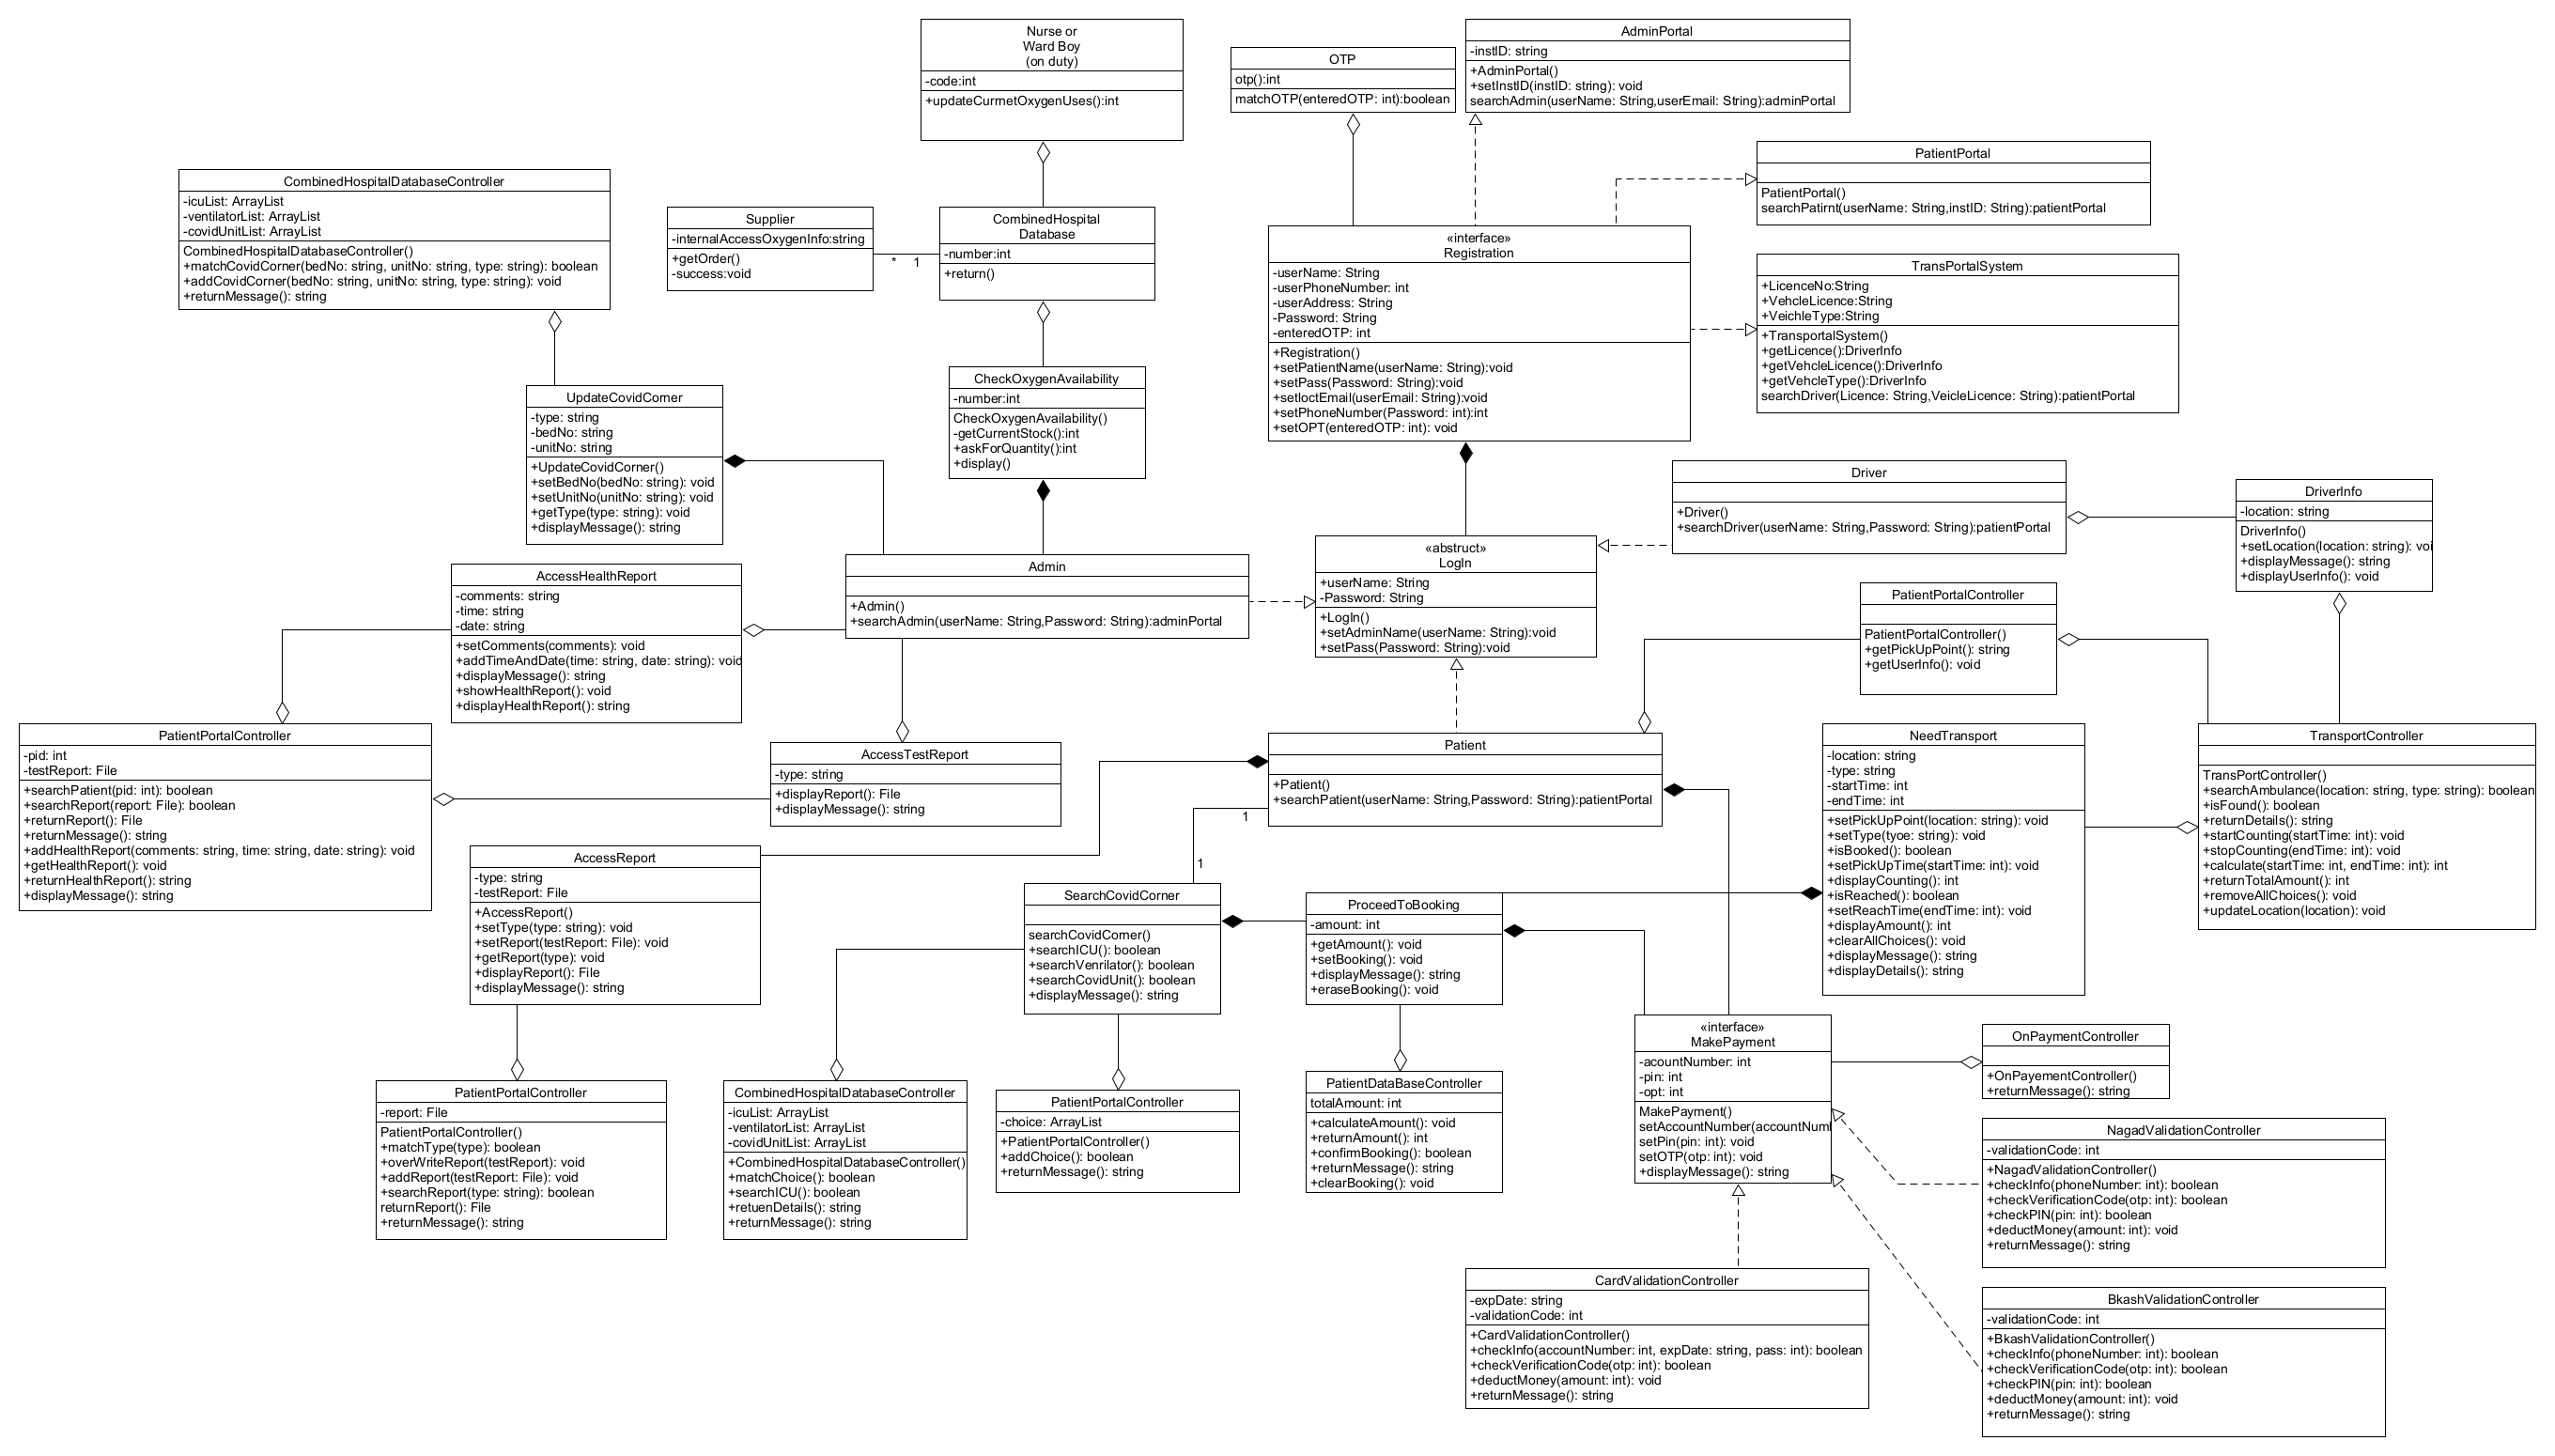 Nurse or
Ward Boy
(on duty)
-code:int
+updateCurmetOxygenUses():int
OTP
otp():int
matchOTP(enteredOTP: int):boolean
AdminPortal
-instID: string
+AdminPortal()
+setInstID(instID: string): void
searchAdmin(userName: String,userEmail: String):adminPortal
PatientPortal
PatientPortal()
searchPatirnt(userName: String,instID: String):patientPortal
CombinedHospitalDatabaseController
-icuList: ArrayList
-ventilatorList: ArrayList
-covidUnitList: ArrayList
CombinedHospitalDatabaseController()
+matchCovidCorner(bedNo: string, unitNo: string, type: string): boolean
+addCovidCorner(bedNo: string, unitNo: string, type: string): void
+returnMessage(): string
Supplier
-internalAccessOxygenInfo:string
+getOrder()
-success:void
* 1
CombinedHospital
Database
-number:int
+return()
«interface»
Registration
-userName: String
-userPhoneNumber: int
-userAddress: String
-Password: String
-enteredOTP: int
+Registration()
+setPatientName(userName: String):void
+setPass(Password: String):void
+setloctEmail(userEmail: String):void
+setPhoneNumber(Password: int):int
+setOPT(enteredOTP: int): void
TransPortalSystem
+LicenceNo:String
+VehcleLicence:String
+VeichleType:String
+TransportalSystem()
+getLicence():DriverInfo
+getVehcleLicence():DriverInfo
+getVehcleType():DriverInfo
searchDriver(Licence: String,VeicleLicence: String):patientPortal
CheckOxygenAvailability
-number:int
CheckOxygenAvailability()
-getCurrentStock():int
+askForQuantity():int
+display()
UpdateCovidCorner
-type: string
-bedNo: string
-unitNo: string
+UpdateCovidCorner()
+setBedNo(bedNo: string): void
+setUnitNo(unitNo: string): void
+getType(type: string): void
+displayMessage(): string
Driver
+Driver()
+searchDriver(userName: String,Password: String):patientPortal
DriverInfo
-location: string
DriverInfo()
+setLocation(location: string): voi
+displayMessage(): string
+displayUserInfo(): void
«abstruct»
LogIn
+userName: String
-Password: String
+LogIn()
+setAdminName(userName: String):void
+setPass(Password: String):void
Admin
+Admin()
+searchAdmin(userName: String,Password: String):adminPortal
AccessHealthReport
-comments: string
-time: string
-date: string
+setComments(comments): void
+addTimeAndDate(time: string, date: string): void
+displayMessage(): string
+showHealthReport(): void
+displayHealthReport(): string
PatientPortalController
PatientPortalController()
+getPickUpPoint(): string
+getUserInfo(): void
PatientPortalController
-pid: int
-testReport: File
+searchPatient(pid: int): boolean
+searchReport(report: File): boolean
+returnReport(): File
+returnMessage(): string
+addHealthReport(comments: string, time: string, date: string): void
+getHealthReport(): void
+returnHealthReport(): string
+displayMessage(): string
AccessTestReport
-type: string
+displayReport(): File
+displayMessage(): string
Patient
+Patient()
+searchPatient(userName: String,Password: String):patientPortal
1
1
NeedTransport
-location: string
-type: string
-startTime: int
-endTime: int
+setPickUpPoint(location: string): void
+setType(tyoe: string): void
+isBooked(): boolean
+setPickUpTime(startTime: int): void
+displayCounting(): int
+isReached(): boolean
+setReachTime(endTime: int): void
+displayAmount(): int
+clearAllChoices(): void
+displayMessage(): string
+displayDetails(): string
TransportController
TransPortController()
+searchAmbulance(location: string, type: string): boolean
+isFound(): boolean
+returnDetails(): string
+startCounting(startTime: int): void
+stopCounting(endTime: int): void
+calculate(startTime: int, endTime: int): int
+returnTotalAmount(): int
+removeAllChoices(): void
+updateLocation(location): void
AccessReport
-type: string
-testReport: File
+AccessReport()
+setType(type: string): void
+setReport(testReport: File): void
+getReport(type): void
+displayReport(): File
+displayMessage(): string
SearchCovidCorner
searchCovidCorner()
+searchICU(): boolean
+searchVenrilator(): boolean
+searchCovidUnit(): boolean
+displayMessage(): string
ProceedToBooking
-amount: int
+getAmount(): void
+setBooking(): void
+displayMessage(): string
+eraseBooking(): void
«interface»
MakePayment
-acountNumber: int
-pin: int
-opt: int
MakePayment()
setAccountNumber(accountNuml
setPin(pin: int): void
setOTP(otp: int): void
+displayMessage(): string
OnPaymentController
+OnPayementController()
+returnMessage(): string
PatientPortalController
-report: File
PatientPortalController()
+matchType(type): boolean
+overWriteReport(testReport): void
+addReport(testReport: File): void
+searchReport(type: string): boolean
returnReport(): File
+returnMessage(): string
CombinedHospitalDatabaseController
-icuList: ArrayList
-ventilatorList: ArrayList
-covidUnitList: ArrayList
+CombinedHospitalDatabaseController()
+matchChoice(): boolean
+searchICU(): boolean
+retuenDetails(): string
+returnMessage(): string
PatientPortalController
-choice: ArrayList
+PatientPortalController()
+addChoice(): boolean
+returnMessage(): string
PatientDataBaseController
totalAmount: int
+calculateAmount(): void
+returnAmount(): int
+confirmBooking(): boolean
+returnMessage(): string
+clearBooking(): void
NagadValidationController
-validationCode: int
+NagadValidationController()
+checkInfo(phoneNumber: int): boolean
+checkVerificationCode(otp: int): boolean
+checkPIN(pin: int): boolean
+deductMoney(amount: int): void
+returnMessage(): string
CardValidationController
-expDate: string
-validationCode: int
+CardValidationController()
+checkInfo(accountNumber: int, expDate: string, pass: int): boolean
+checkVerificationCode(otp: int): boolean
+deductMoney(amount: int): void
+returnMessage(): string
BkashValidationController
-validationCode: int
+BkashValidationController()
+checkInfo(phoneNumber: int): boolean
+checkVerificationCode(otp: int): boolean
+checkPIN(pin: int): boolean
+deductMoney(amount: int): void
+returnMessage(): string